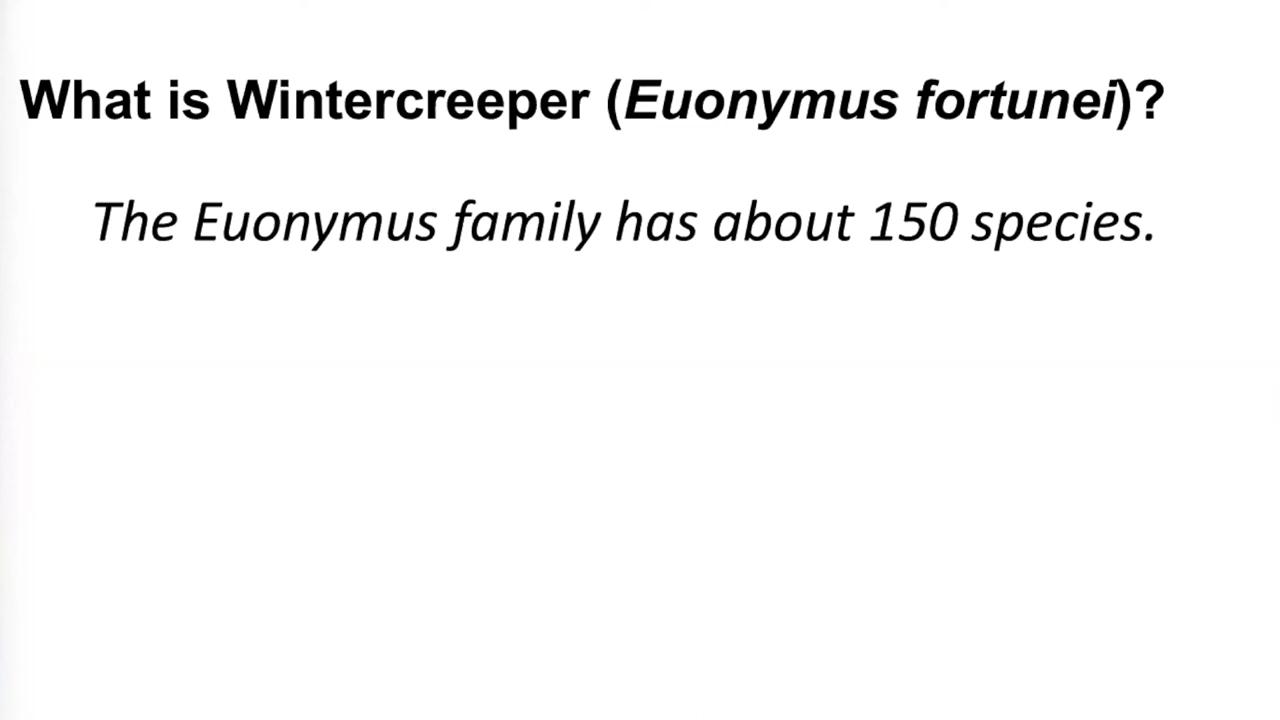 What is Wintercreeper (Euonymus fortunei)?
The Euonymus family has about 150 species.